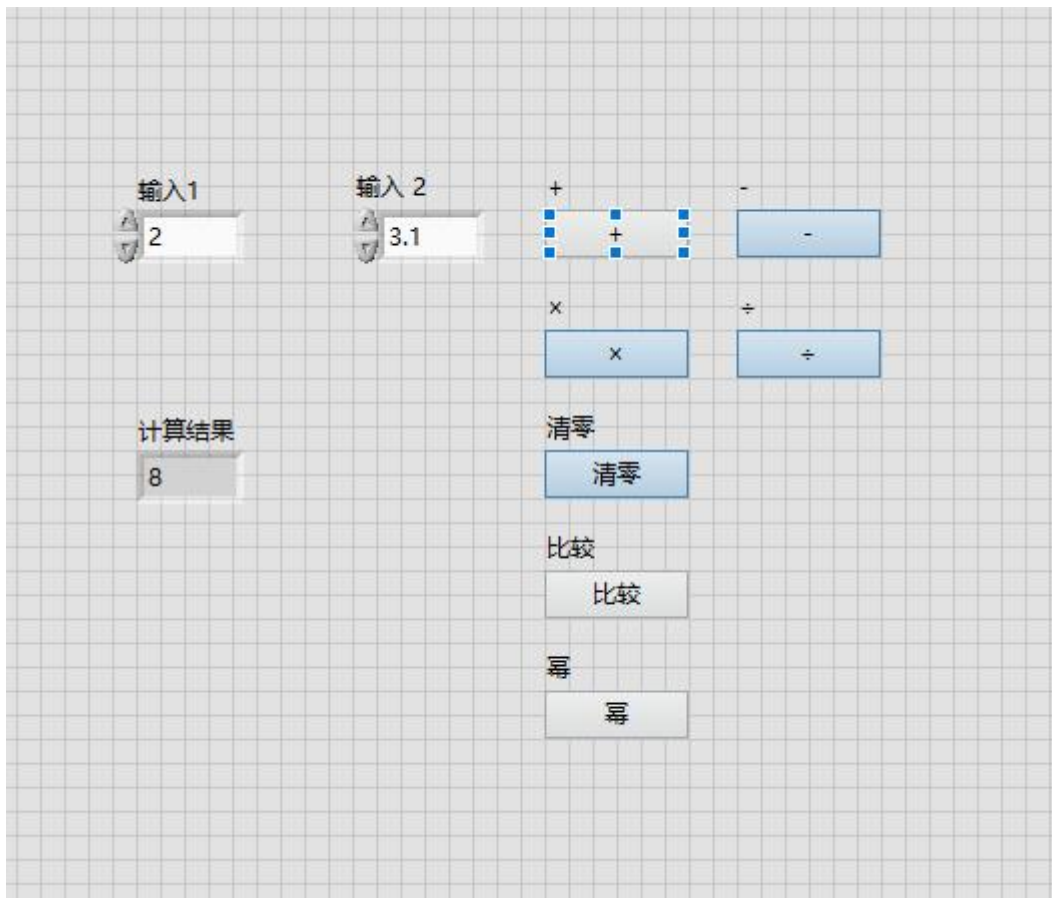 输入1 输入 2 + -
2 3.1 + -
× ÷
× ÷
计算结果 清零
8 清零
比较
比较
幂
幂